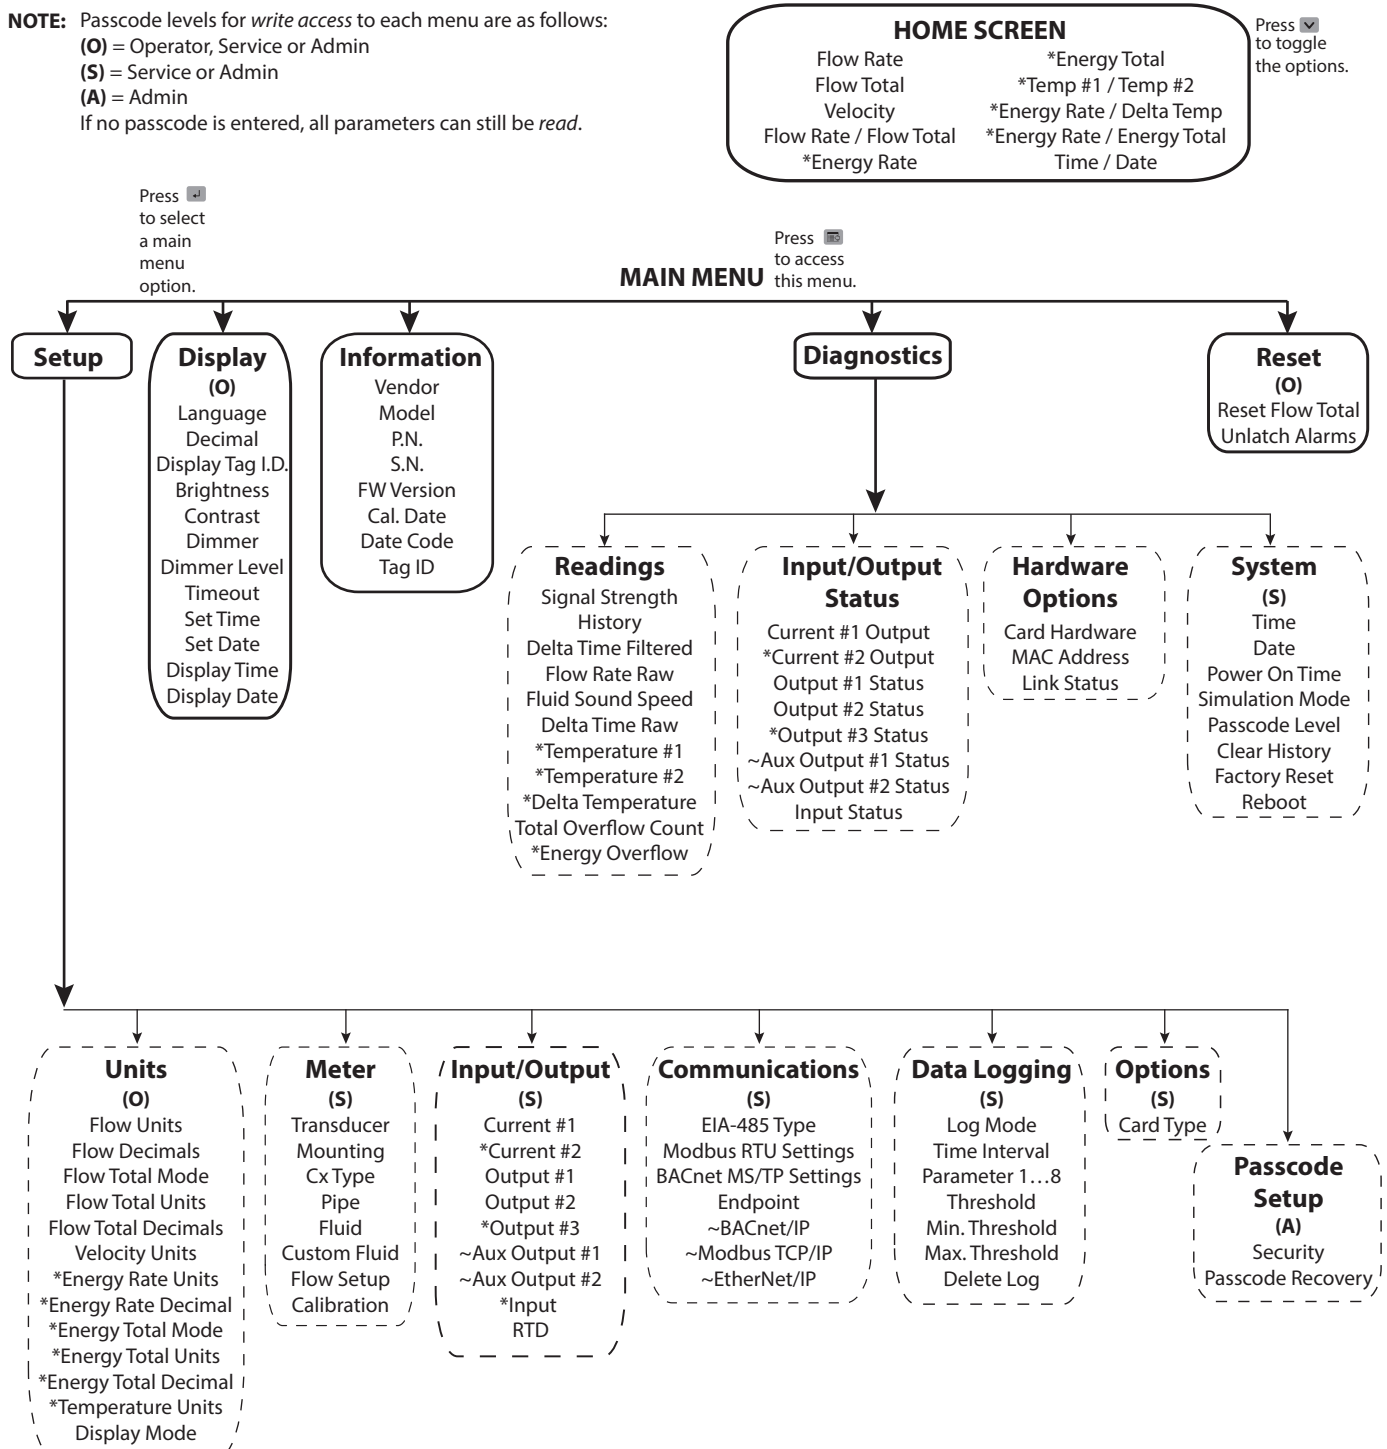 NOTE: Passcode levels for write access to each menu are as follows:
(O) = Operator, Service or Admin
(S) = Service or Admin
(A) = Admin
If no passcode is entered, all parameters can still be read.
HOME SCREEN
Flow Rate
Flow Total
Velocity
Flow Rate / Flow Total
*Energy Rate
*Energy Total
*Temp #1 / Temp #2
*Energy Rate / Delta Temp
*Energy Rate / Energy Total
Time / Date
Press
to toggle
the options.
Press
to select
a main
menu
option.
MAIN MENU
Press
to access
this menu.
Setup
Display
(O)
Language
Decimal
Display Tag I.D.
Brightness
Contrast
Dimmer
Dimmer Level
Timeout
Set Time
Set Date
Display Time
Display Date
Information
Vendor
Model
P.N.
S.N.
FW Version
Cal. Date
Date Code
Tag ID
Diagnostics
Reset
(O)
Reset Flow Total
Unlatch Alarms
Readings
Signal Strength
History
Delta Time Filtered
Flow Rate Raw
Fluid Sound Speed
Delta Time Raw
*Temperature #1
*Temperature #2
*Delta Temperature
Total Overflow Count
*Energy Overflow
Input/Output
Status
Current #1 Output
*Current #2 Output
Output #1 Status
Output #2 Status
*Output #3 Status
~Aux Output #1 Status
~Aux Output #2 Status
Input Status
Hardware
Options
Card Hardware
MAC Address
Link Status
System
(S)
Time
Date
Power On Time
Simulation Mode
Passcode Level
Clear History
Factory Reset
Reboot
Units
(O)
Flow Units
Flow Decimals
Flow Total Mode
Flow Total Units
Flow Total Decimals
Velocity Units
*Energy Rate Units
*Energy Rate Decimal
*Energy Total Mode
*Energy Total Units
*Energy Total Decimal
*Temperature Units
Display Mode
Meter
(S)
Transducer
Mounting
Cx Type
Pipe
Fluid
Custom Fluid
Flow Setup
Calibration
Input/Output
(S)
Current #1
*Current #2
Output #1
Output #2
*Output #3
~Aux Output #1
~Aux Output #2
*Input
RTD
Communications
(S)
EIA-485 Type
Modbus RTU Settings
BACnet MS/TP Settings
Endpoint
~BACnet/IP
~Modbus TCP/IP
~EtherNet/IP
Data Logging
(S)
Log Mode
Time Interval
Parameter 1...8
Threshold
Min. Threshold
Max. Threshold
Delete Log
Options
(S)
Card Type
Passcode
Setup
(A)
Security
Passcode Recovery